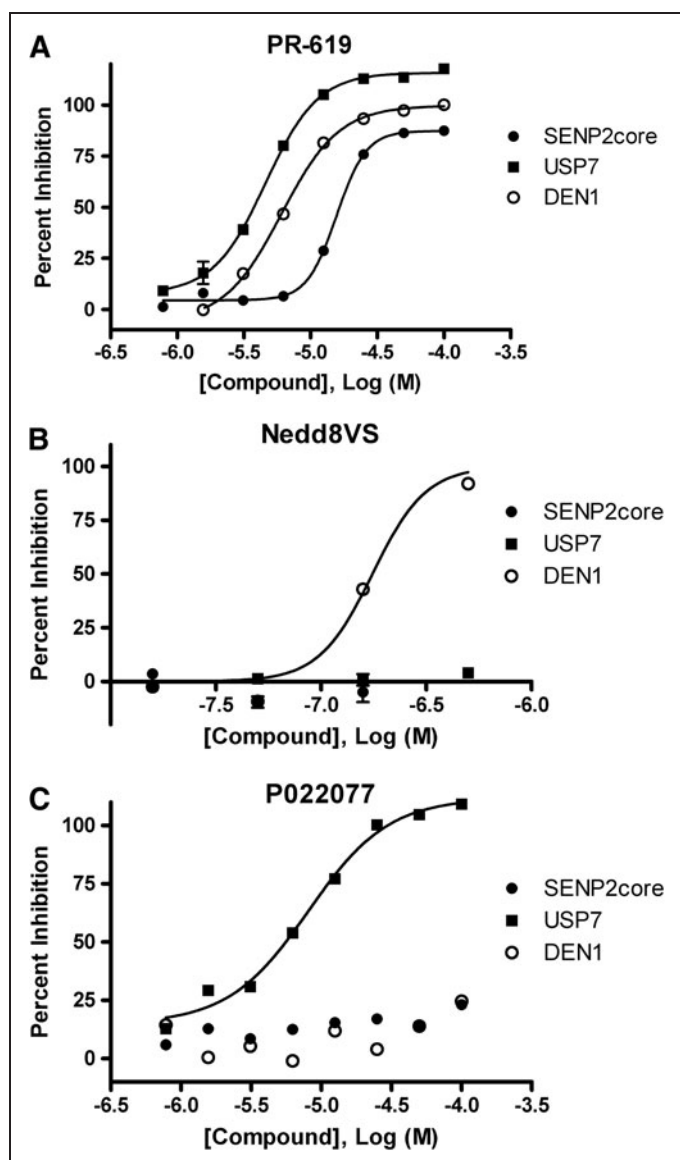 A
PR-619
Percent Inhibition
100
75
50
25
0
-6.5 -6.0 -5.5 -5.0 -4.5 -4.0 -3.5
[Compound], Log (M)
SENP2core
USP7
DEN1
B
Nedd8VS
Percent Inhibition
100
75
50
25
0
-7.5 -7.0 -6.5 -6.0
[Compound], Log (M)
SENP2core
USP7
DEN1
C
P022077
Percent Inhibition
100
75
50
25
0
-6.5 -6.0 -5.5 -5.0 -4.5 -4.0 -3.5
[Compound], Log (M)
SENP2core
USP7
DEN1